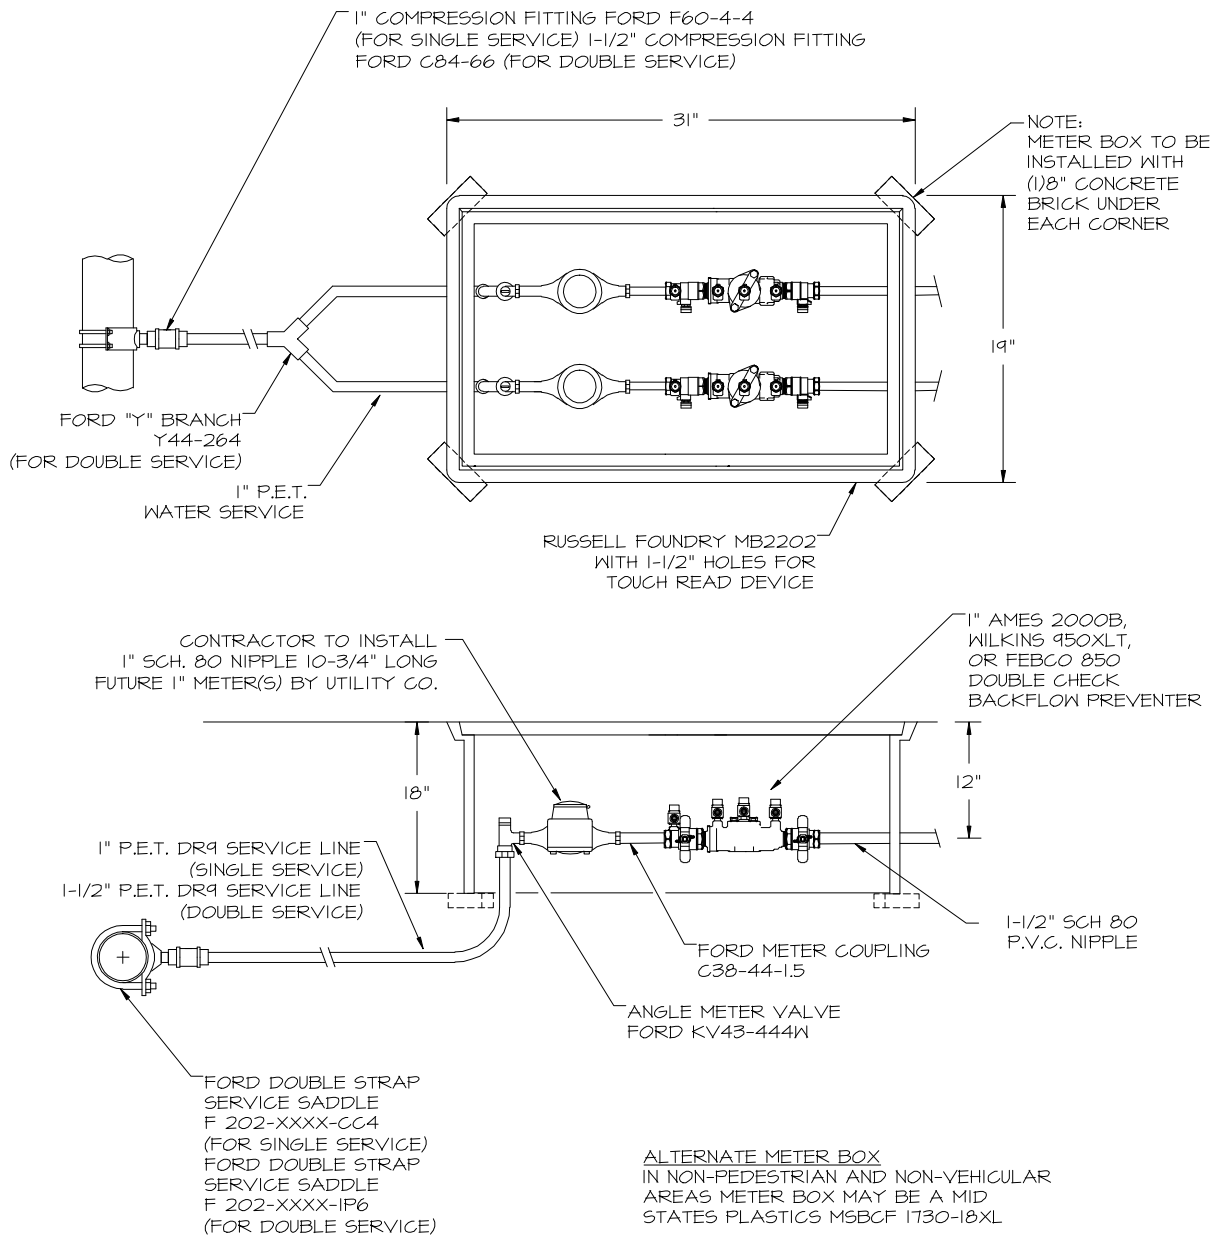 1" COMPRESSION FITTING FORD F60-4-4
(FOR SINGLE SERVICE) 1-1/2" COMPRESSION FITTING
FORD C84-66 (FOR DOUBLE SERVICE)
31"
NOTE:
METER BOX TO BE
INSTALLED WITH
(1)8" CONCRETE
BRICK UNDER
EACH CORNER
19"
FORD "Y" BRANCH
Y44-264
(FOR DOUBLE SERVICE)
1" P.E.T.
WATER SERVICE
RUSSELL FOUNDRY MB2202
WITH 1-1/2" HOLES FOR
TOUCH READ DEVICE
CONTRACTOR TO INSTALL
1" SCH. 80 NIPPLE 10-3/4" LONG
FUTURE 1" METER(S) BY UTILITY CO.
1" AMES 2000B,
WILKINS 950XLT,
OR FEBCO 850
DOUBLE CHECK
BACKFLOW PREVENTER
18"
12"
1" P.E.T. DR9 SERVICE LINE
(SINGLE SERVICE)
1-1/2" P.E.T. DR9 SERVICE LINE
(DOUBLE SERVICE)
1-1/2" SCH 80
P.V.C. NIPPLE
FORD METER COUPLING
C38-44-1.5
ANGLE METER VALVE
FORD KV43-444W
FORD DOUBLE STRAP
SERVICE SADDLE
F 202-XXXX-CC4
(FOR SINGLE SERVICE)
FORD DOUBLE STRAP
SERVICE SADDLE
F 202-XXXX-IP6
(FOR DOUBLE SERVICE)
ALTERNATE METER BOX
IN NON-PEDESTRIAN AND NON-VEHICULAR
AREAS METER BOX MAY BE A MID
STATES PLASTICS MSBCF 1730-18XL